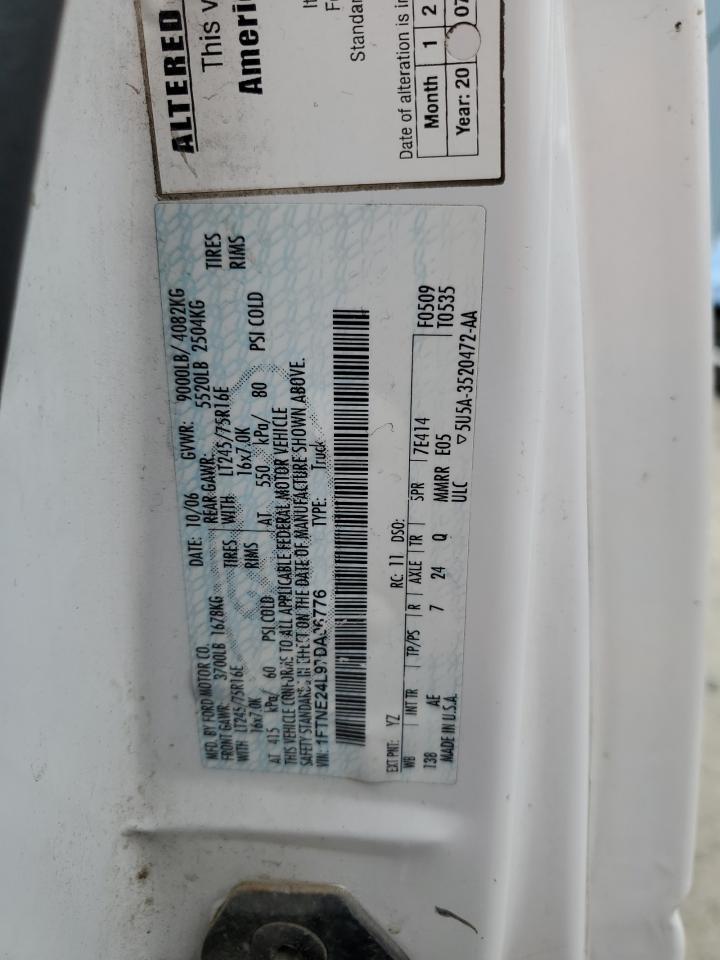 ALTERED
This v
Ameri
It
F
Standar
Date of alteration is in
Month 1 2
Year: 20 07
MFD. BY FORD MOTOR CO.
DATE: 10/06 GVWR: 9000LB/ 4082KG
FRONT GAWR: 3700LB 1678KG REAR GAWR: 5520LB 2504KG
WITH LT245/75R16E TIRES WITH LT245/75R16E TIRES
16x7.0K RIMS 16x7.0K RIMS
AT 415 kPa/ 60 PSI COLD AT 550 kPa/ 80 PSI COLD
THIS VEHICLE CONFORMS TO ALL APPLICABLE FEDERAL MOTOR VEHICLE
SAFETY STANDARDS IN EFFECT ON THE DATE OF MANUFACTURE SHOWN ABOVE.
VIN: TYPE: Truck
EXT PNT: YZ RC: 11 DSO: F0509
WB INT TR TP/PS R AXLE TR SPR 7E414 T0535
138 AE 7 24 Q MMRR E05
MADE IN U.S.A. ULC ▽5U5A-3520472-AA